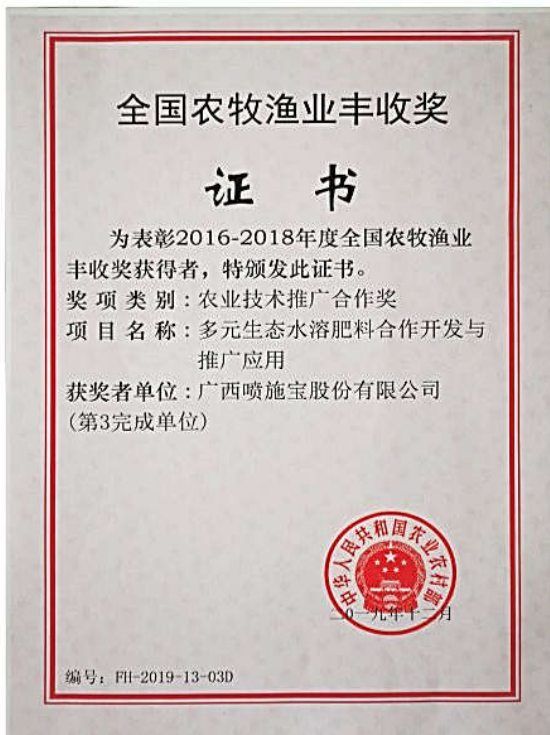 全国农牧渔业丰收奖
证 书
为表彰2016-2018年度全国农牧渔业
丰收奖获得者，特颁发此证书。
奖项类别：农业技术推广合作奖
项目名称：多元生态水溶肥料合作开发与
推广应用
获奖者单位：广西喷施宝股份有限公司
(第3完成单位)
中华人民共和国农业农村部
二〇一九年十二月
编号：FH-2019-13-03D